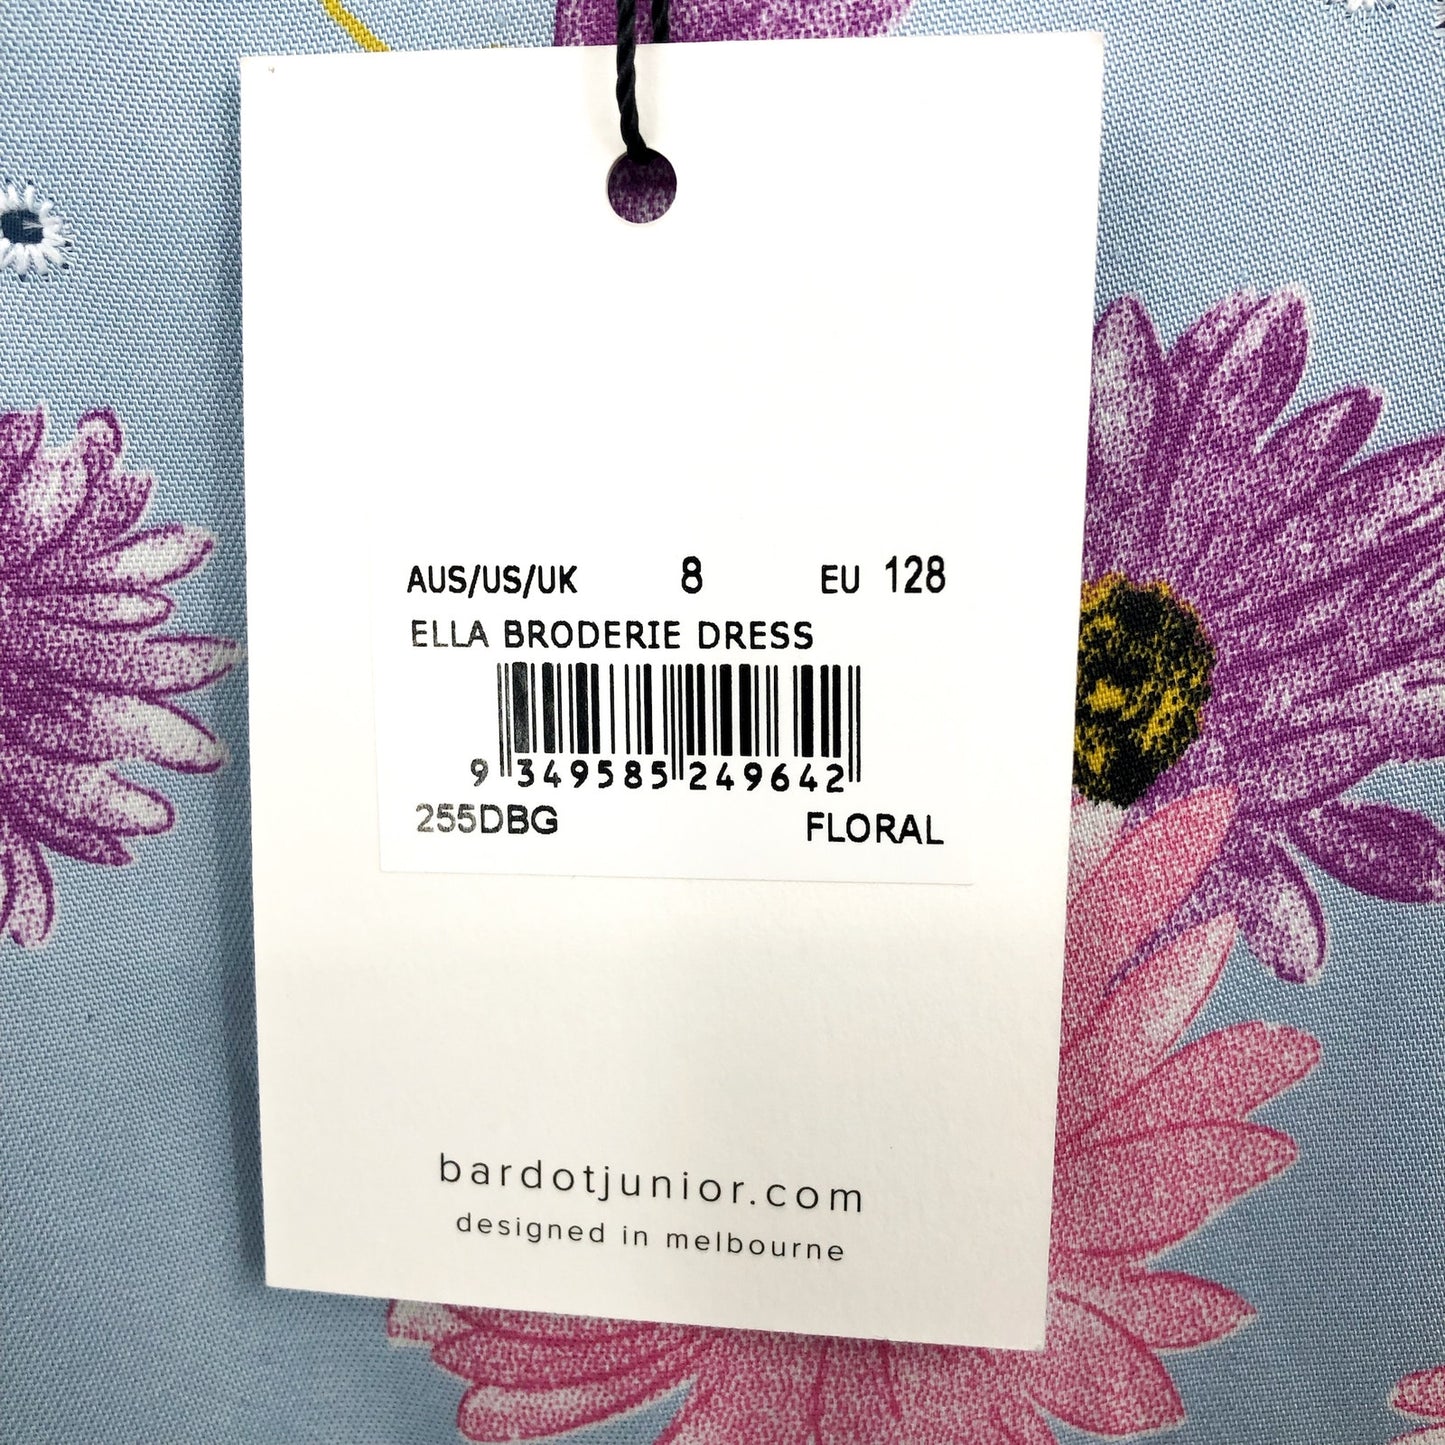 AUS/US/UK 8 EU 128
ELLA BRODERIE DRESS
9 349585 249642
255DBG FLORAL
bardotjunior.com
designed in melbourne